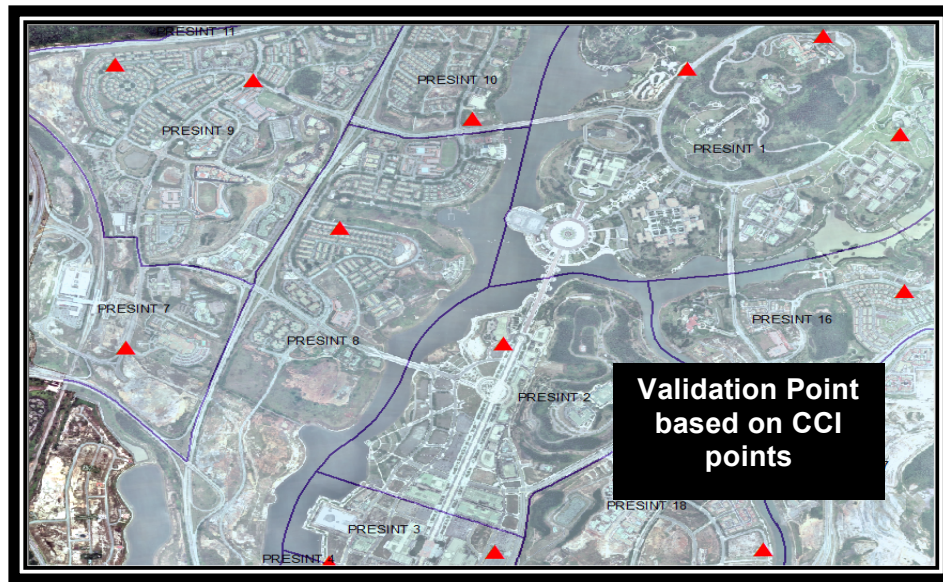 PRESINT 11
PRESINT 10
PRESINT 9
PRESINT 1
PRESINT 7
PRESINT 16
PRESINT 8
PRESINT 2
Validation Point
based on CCI
points
PRESINT 18
PRESINT 3